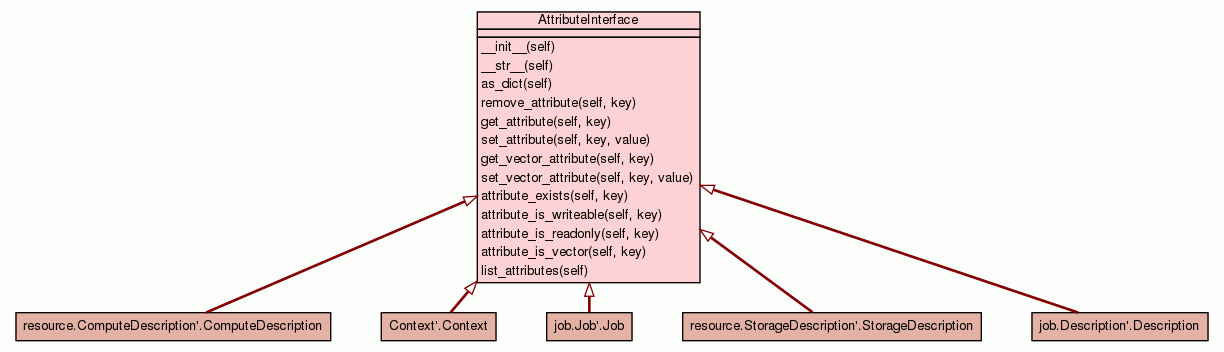 AttributeInterface
__init__(self)
__str__(self)
as_dict(self)
remove_attribute(self, key)
get_attribute(self, key)
set_attribute(self, key, value)
get_vector_attribute(self, key)
set_vector_attribute(self, key, value)
attribute_exists(self, key)
attribute_is_writeable(self, key)
attribute_is_readonly(self, key)
attribute_is_vector(self, key)
list_attributes(self)
resource.ComputeDescription'.ComputeDescription
Context'.Context
job.Job'.Job
resource.StorageDescription'.StorageDescription
job.Description'.Description